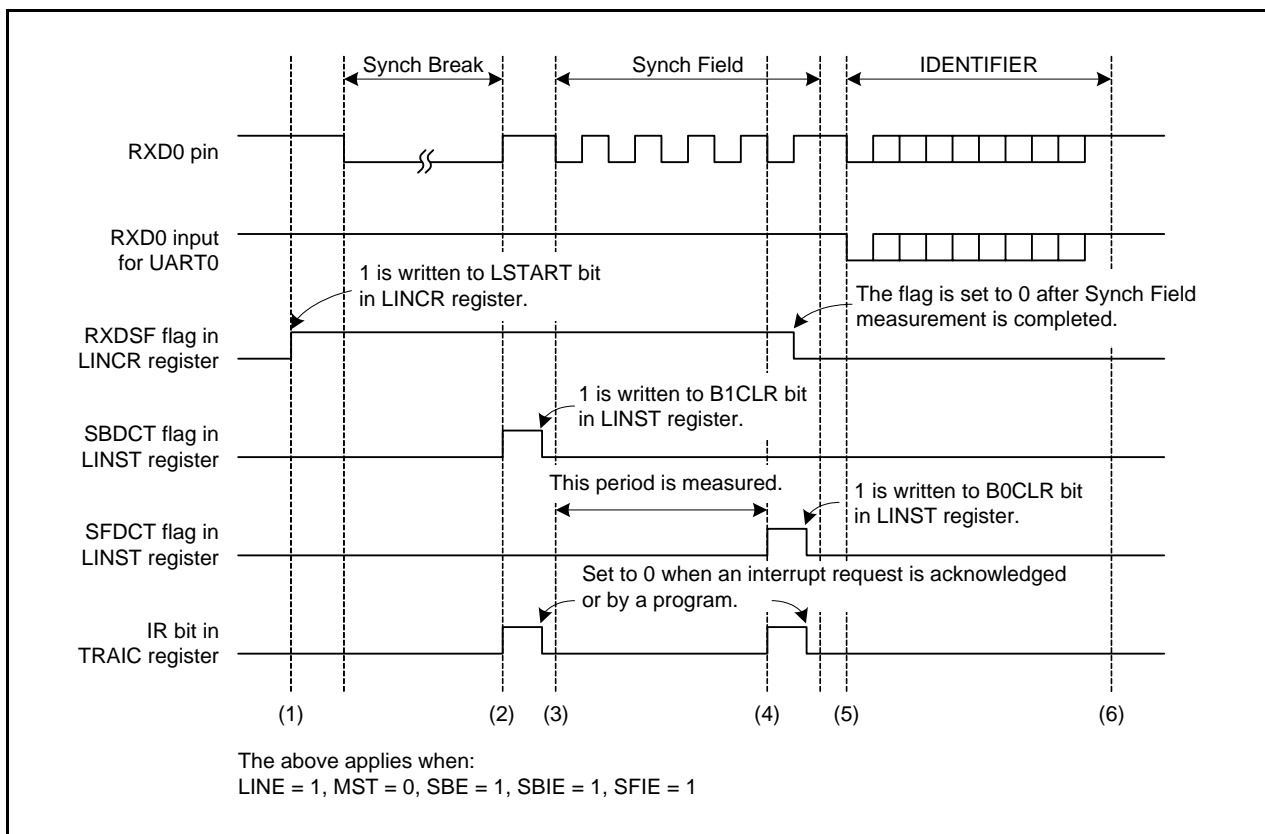 Synch Break
Synch Field
IDENTIFIER
RXD0 pin
RXD0 input
for UART0
1 is written to LSTART bit
in LINCR register.
The flag is set to 0 after Synch Field
measurement is completed.
RXDSF flag in
LINCR register
1 is written to B1CLR bit
in LINST register.
SBDCT flag in
LINST register
This period is measured.
1 is written to B0CLR bit
in LINST register.
SFDCT flag in
LINST register
Set to 0 when an interrupt request is acknowledged
or by a program.
IR bit in
TRAIC register
(1)
(2)
(3)
(4)
(5)
(6)
The above applies when:
LINE = 1, MST = 0, SBE = 1, SBIE = 1, SFIE = 1